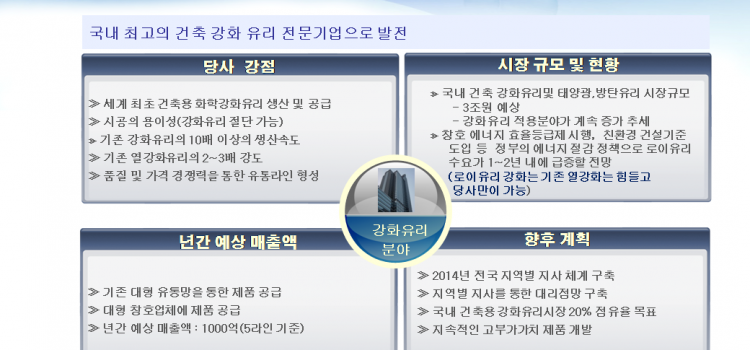 국내 최고의 건축 강화 유리 전문기업으로 발전
당사 강점
≫ 세계 최초 건축용 화학강화유리 생산 및 공급
≫ 시공의 용이성(강화유리 절단 가능)
≫ 기존 강화유리의 10배 이상의 생산속도
≫ 기존 열강화유리의 2~3배 강도
≫ 품질 및 가격 경쟁력을 통한 유통라인 형성
시장 규모 및 현황
≫ 국내 건축 강화유리및 태양광,방탄유리 시장규모
- 3조원 예상
- 강화유리 적용분야가 계속 증가 추세
≫ 창호 에너지 효율등급제 시행, 친환경 건설기준
도입 등 정부의 에너지 절감 정책으로 로이유리
수요가 1~2년 내에 급증할 전망
(로이유리 강화는 기존 열강화는 힘들고
당사만이 가능)
강화유리
분야
년간 예상 매출액
≫ 기존 대형 유통망을 통한 제품 공급
≫ 대형 창호업체에 제품 공급
≫ 년간 예상 매출액 : 1000억(5라인 기준)
향후 계획
≫ 2014년 전국 지역별 지사 체계 구축
≫ 지역별 지사를 통한 대리점망 구축
≫ 국내 건축용 강화유리시장 20% 점유율 목표
≫ 지속적인 고부가가치 제품 개발